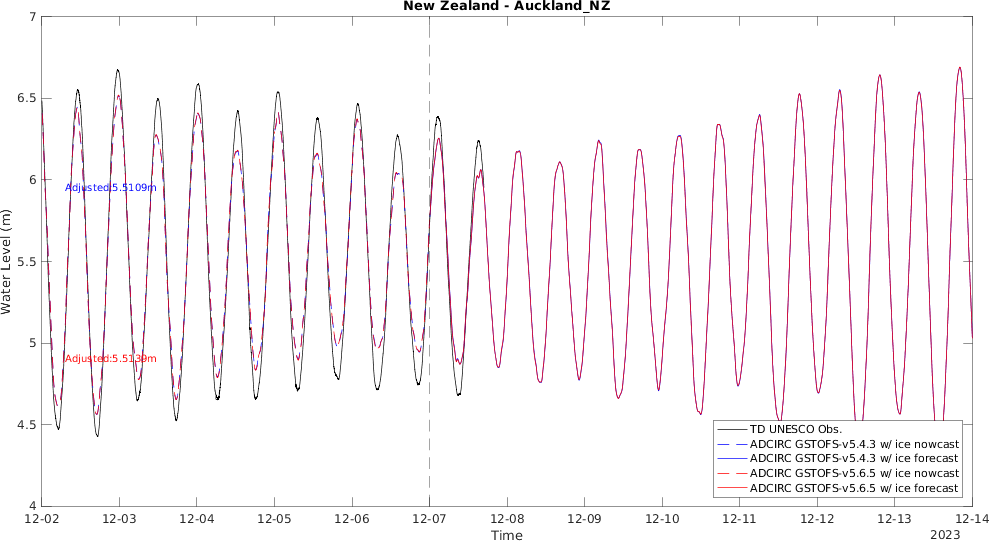 New Zealand - Auckland_NZ
7
6.5
6
5.5
5
4.5
4
Water Level (m)
Adjusted:5.5109m
Adjusted:5.5139m
TD UNESCO Obs.
ADCIRC GSTOFS-v5.4.3 w/ ice nowcast
ADCIRC GSTOFS-v5.4.3 w/ ice forecast
ADCIRC GSTOFS-v5.6.5 w/ ice nowcast
ADCIRC GSTOFS-v5.6.5 w/ ice forecast
12-02 12-03 12-04 12-05 12-06 12-07 12-08 12-09 12-10 12-11 12-12 12-13 12-14
Time
2023